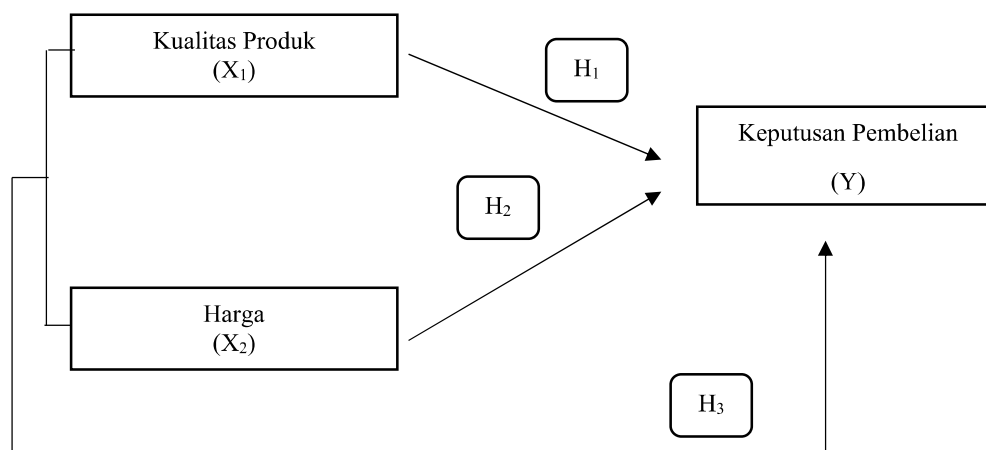 Kualitas Produk
(X₁)
H₁
Keputusan Pembelian
(Y)
H₂
Harga
(X₂)
H₃